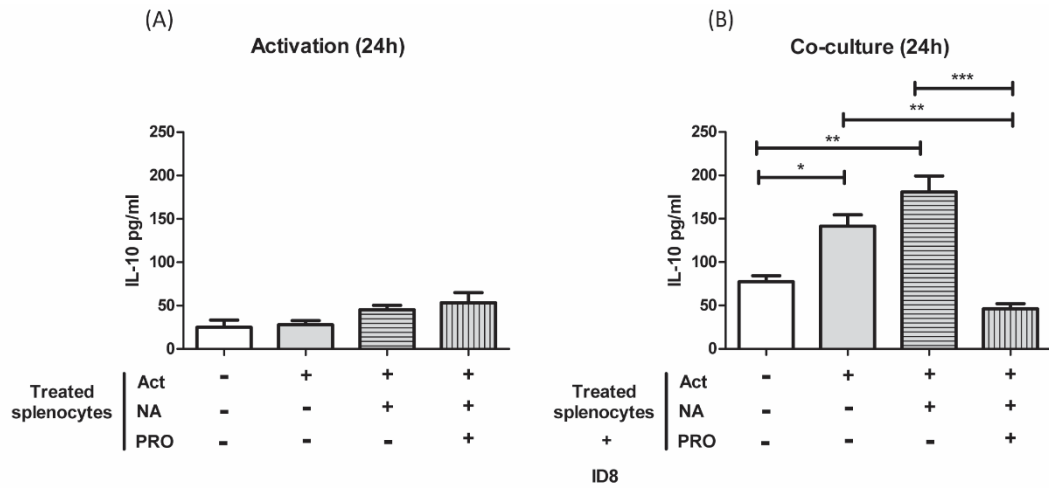 (A)
Activation (24h)
IL-10 pg/ml
250
200
150
100
50
0
Treated
splenocytes
Act - + + +
NA - - + +
PRO - - - +
(B)
Co-culture (24h)
***
**
**
*
IL-10 pg/ml
250
200
150
100
50
0
Treated
splenocytes
+
ID8
Act - + + +
NA - - + +
PRO - - - +